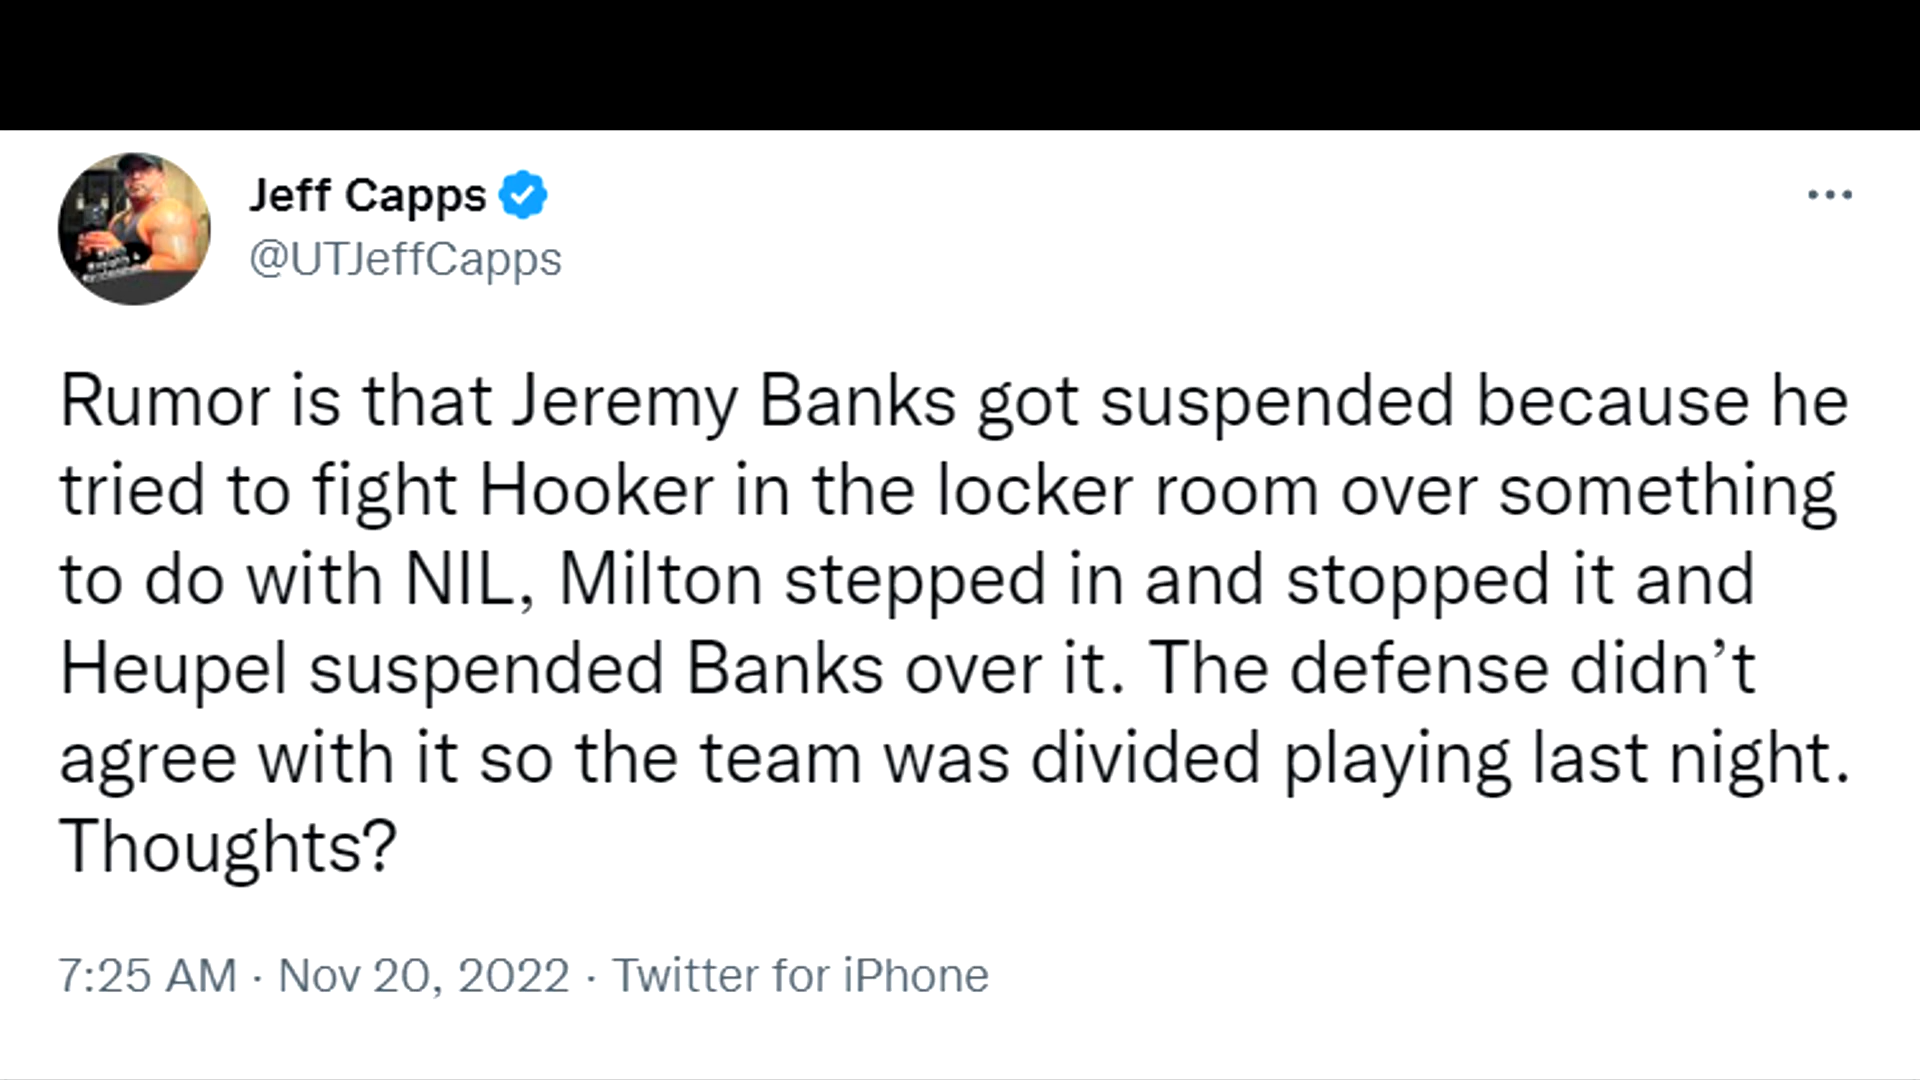 Jeff Capps
@UTJeffCapps
Rumor is that Jeremy Banks got suspended because he
tried to fight Hooker in the locker room over something
to do with NIL, Milton stepped in and stopped it and
Heupel suspended Banks over it. The defense didn’t
agree with it so the team was divided playing last night.
Thoughts?
7:25 AM · Nov 20, 2022 · Twitter for iPhone